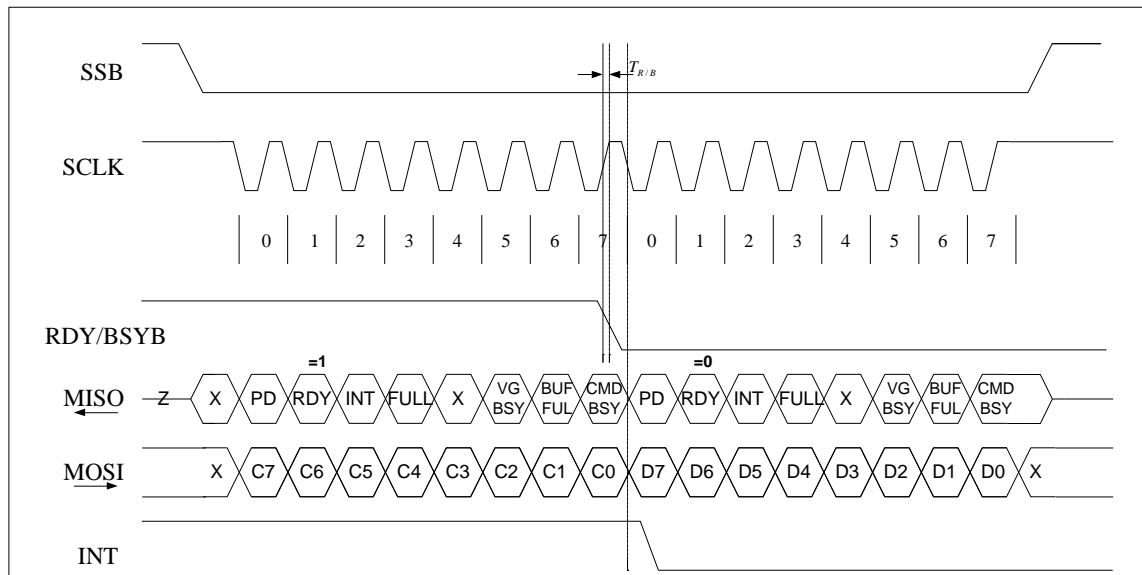 SSB
T R/B
SCLK
0 1 2 3 4 5 6 7 0 1 2 3 4 5 6 7
RDY/BSYB
=1 =0
MISO Z X PD RDY INT FULL X VG BSY BUF FUL CMD BSY PD RDY INT FULL X VG BSY BUF FUL CMD BSY
MOSI X C7 C6 C5 C4 C3 C2 C1 C0 D7 D6 D5 D4 D3 D2 D1 D0 X
INT